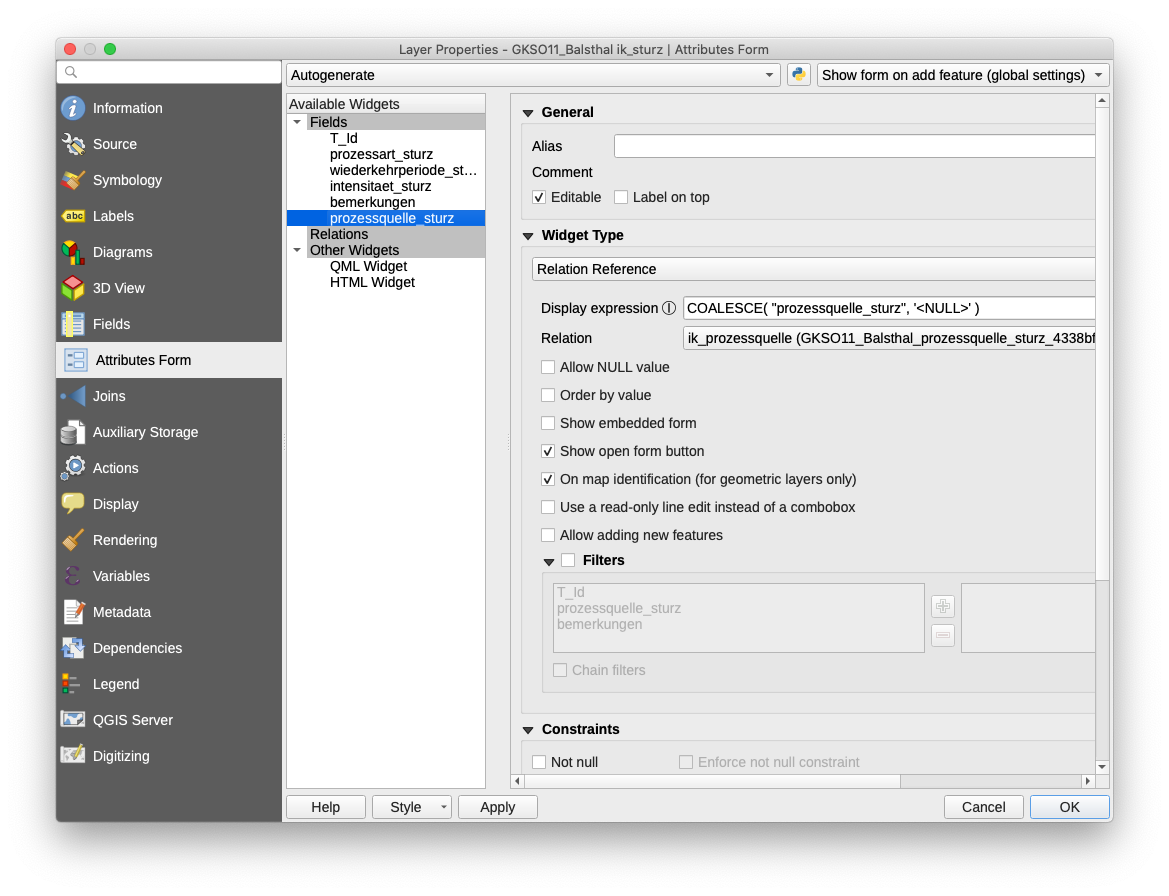 Layer Properties - GKSO11_Balsthal ik_sturz | Attributes Form
Information
Source
Symbology
abc Labels
Diagrams
3D View
Fields
Attributes Form
Joins
Auxiliary Storage
Actions
Display
Rendering
Variables
Metadata
Dependencies
Legend
QGIS Server
Digitizing
Autogenerate
Show form on add feature (global settings)
Available Widgets
Fields
T_Id
prozessart_sturz
wiederkehrperiode_st...
intensitaet_sturz
bemerkungen
prozessquelle_sturz
Relations
Other Widgets
QML Widget
HTML Widget
General
Alias
Comment
Editable Label on top
Widget Type
Relation Reference
Display expression COALESCE( "prozessquelle_sturz", '<NULL>' )
Relation ik_prozessquelle (GKSO11_Balsthal_prozessquelle_sturz_4338bf
Allow NULL value
Order by value
Show embedded form
Show open form button
On map identification (for geometric layers only)
Use a read-only line edit instead of a combobox
Allow adding new features
Filters
T_Id
prozessquelle_sturz
bemerkungen
Chain filters
Constraints
Not null Enforce not null constraint
Help Style Apply Cancel OK